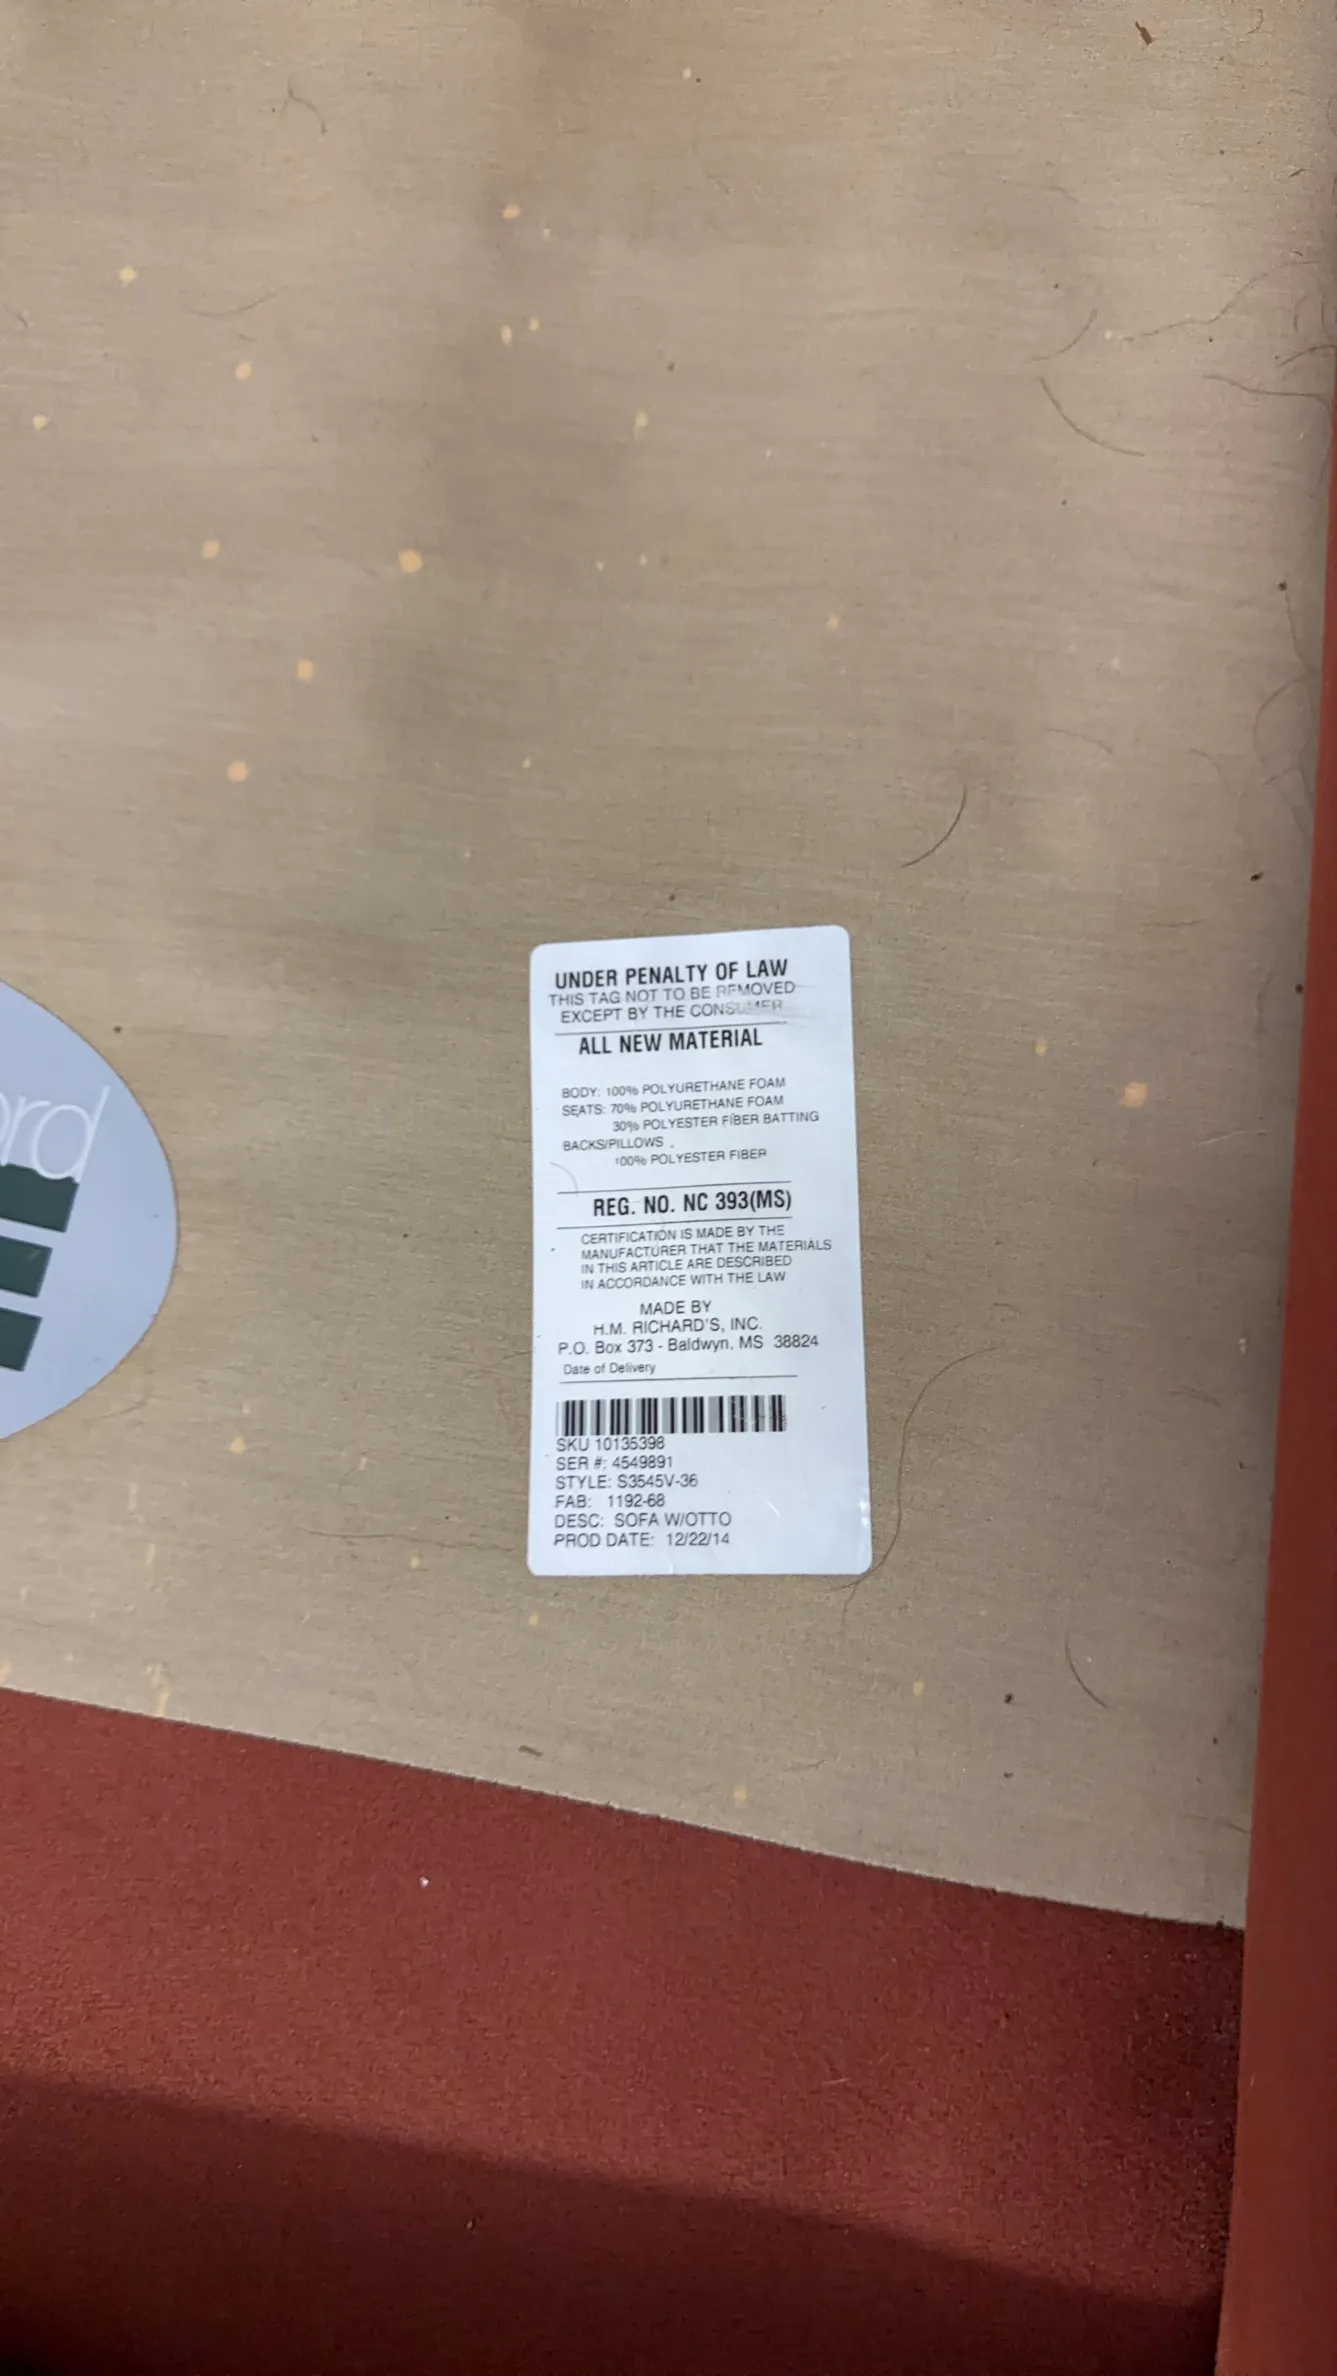 UNDER PENALTY OF LAW
THIS TAG NOT TO BE REMOVED
EXCEPT BY THE CONSUMER
ALL NEW MATERIAL
BODY: 100% POLYURETHANE FOAM
SEATS: 70% POLYURETHANE FOAM
30% POLYESTER FIBER BATTING
BACKS/PILLOWS
100% POLYESTER FIBER
REG. NO. NC 393(MS)
CERTIFICATION IS MADE BY THE
MANUFACTURER THAT THE MATERIALS
IN THIS ARTICLE ARE DESCRIBED
IN ACCORDANCE WITH THE LAW
MADE BY
H.M. RICHARD'S, INC.
P.O. Box 373 - Baldwyn, MS 38824
Date of Delivery
SKU 10135398
SER #: 4549891
STYLE: S3545V-36
FAB: 1192-68
DESC: SOFA W/OTTO
PROD DATE: 12/22/14